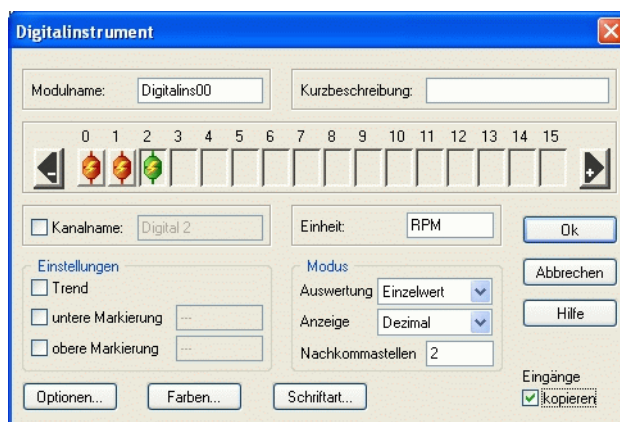 Digitalinstrument
Modulname: Digitalins00 Kurzbeschreibung:
0 1 2 3 4 5 6 7 8 9 10 11 12 13 14 15
- +
Kanalname: Digital 2 Einheit: RPM Ok
Einstellungen Modus Abbrechen
Trend Auswertung Einzelwert
untere Markierung --- Anzeige Dezimal Hilfe
obere Markierung --- Nachkommastellen 2
Optionen... Farben... Schriftart... Eingänge
kopieren